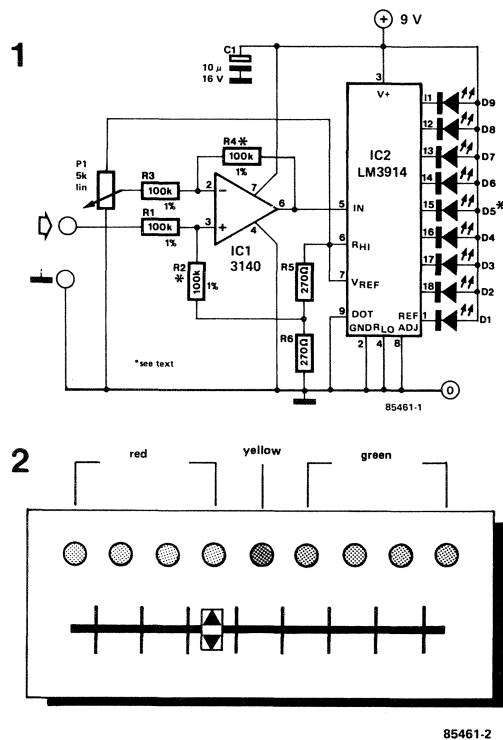 1
9 V
C1
10 µ
16 V
3
V+
I1
D9
12
D8
13
D7
14
D6
15
D5*
16
D4
17
D3
18
D2
1
D1
IC2
LM3914
5
IN
6
RHI
7
VREF
9
DOT
GND
RLO
REF
ADJ
2
4
8
P1
5k
lin
R3
100k
1%
R4*
100k
1%
R1
100k
1%
R2
*
100k
1%
2
3
7
6
4
IC1
3140
R5
270Ω
R6
270Ω
*see text
0
85461-1
2
red
yellow
green
85461-2